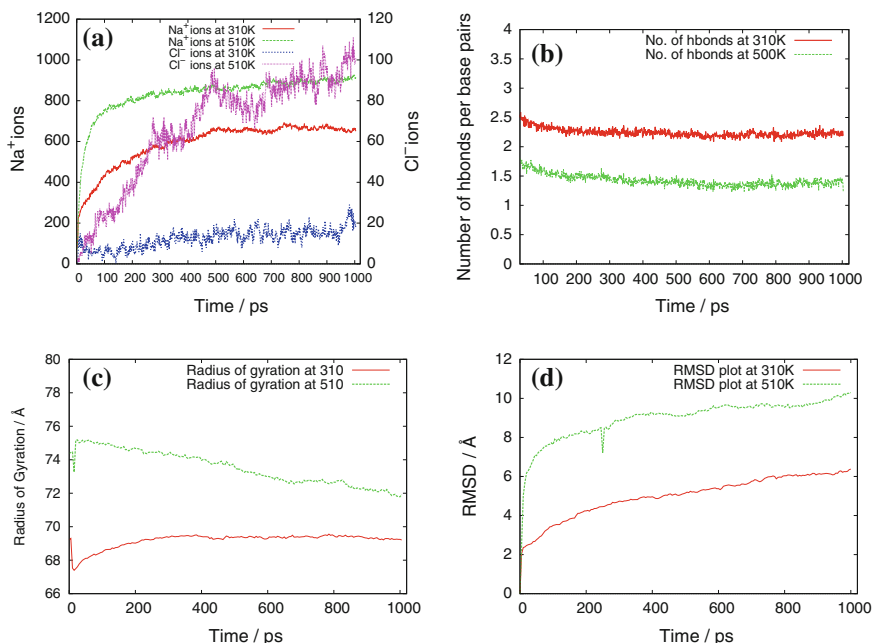 (a)
Na⁺ions at 310K
Na⁺ions at 510K
Cl⁻ ions at 310K
Cl⁻ ions at 510K
1200
1000
800
600
400
200
0
120
100
80
60
40
20
0
0 100 200 300 400 500 600 700 800 900 1000
Na⁺ions
Cl⁻ions
Time / ps
(b)
No. of hbonds at 310K
No. of hbonds at 500K
4
3.5
3
2.5
2
1.5
1
0.5
0
100 200 300 400 500 600 700 800 900 1000
Number of hbonds per base pairs
Time / ps
(c)
Radius of gyration at 310
Radius of gyration at 510
80
78
76
74
72
70
68
66
0 200 400 600 800 1000
Radius of Gyration / Å
Time / ps
(d)
RMSD plot at 310K
RMSD plot at 510K
12
10
8
6
4
2
0
0 200 400 600 800 1000
RMSD / Å
Time / ps